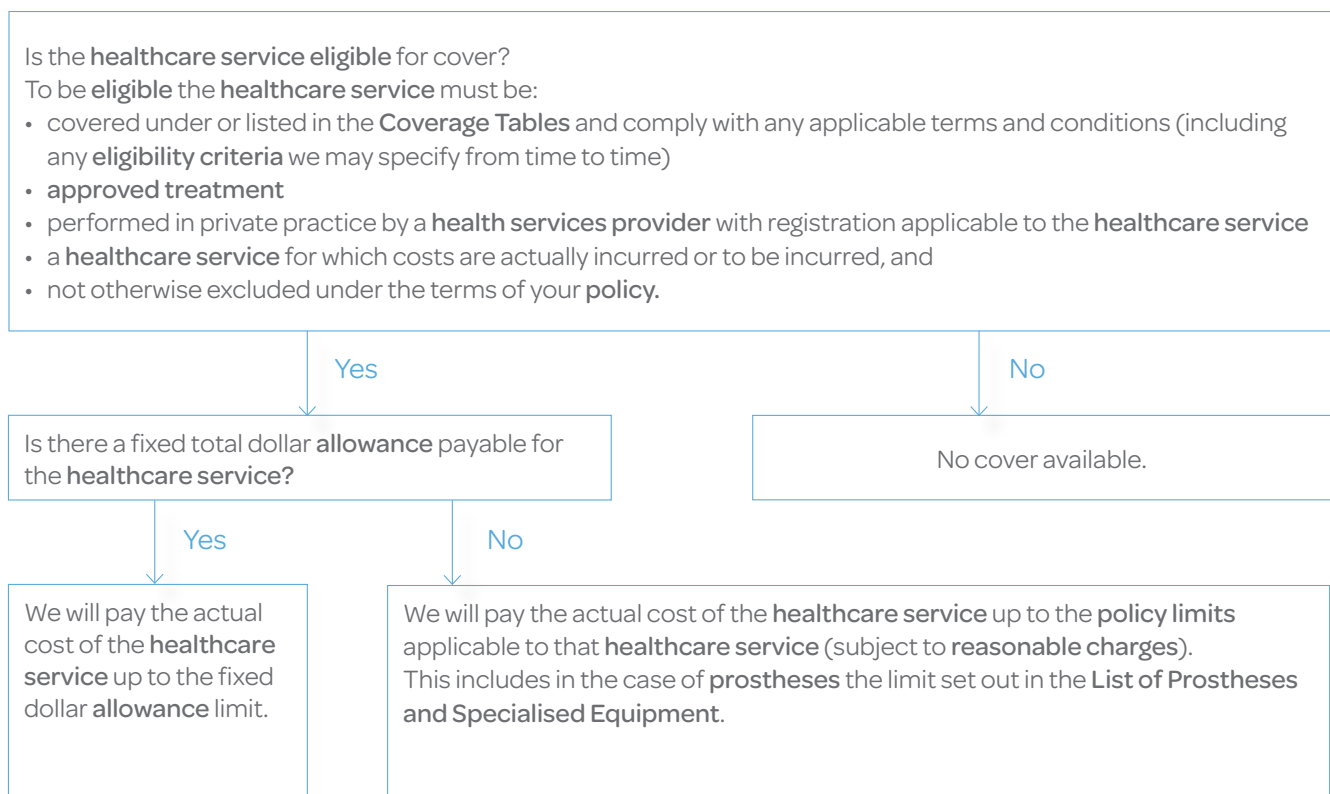 Is the healthcare service eligible for cover?
To be eligible the healthcare service must be:
• covered under or listed in the Coverage Tables and comply with any applicable terms and conditions (including
any eligibility criteria we may specify from time to time)
• approved treatment
• performed in private practice by a health services provider with registration applicable to the healthcare service
• a healthcare service for which costs are actually incurred or to be incurred, and
• not otherwise excluded under the terms of your policy.
Yes
No
Is there a fixed total dollar allowance payable for
the healthcare service?
No cover available.
Yes
No
We will pay the actual
cost of the healthcare
service up to the fixed
dollar allowance limit.
We will pay the actual cost of the healthcare service up to the policy limits
applicable to that healthcare service (subject to reasonable charges).
This includes in the case of prostheses the limit set out in the List of Prostheses
and Specialised Equipment.